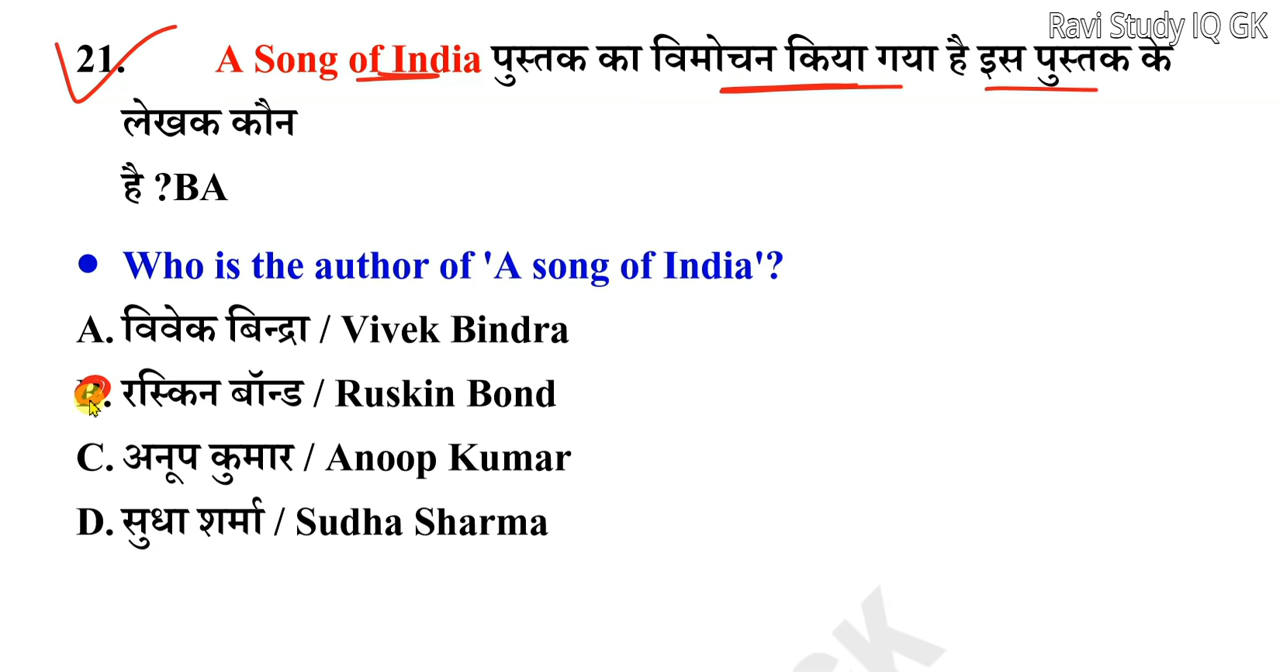 Ravi Study IQ GK
21. A Song of India पुस्तक का विमोचन किया गया है इस पुस्तक के
लेखक कौन
है ?BA
• Who is the author of 'A song of India'?
A. विवेक बिन्द्रा / Vivek Bindra
B. रस्किन बॉन्ड / Ruskin Bond
C. अनूप कुमार / Anoop Kumar
D. सुधा शर्मा / Sudha Sharma
GK